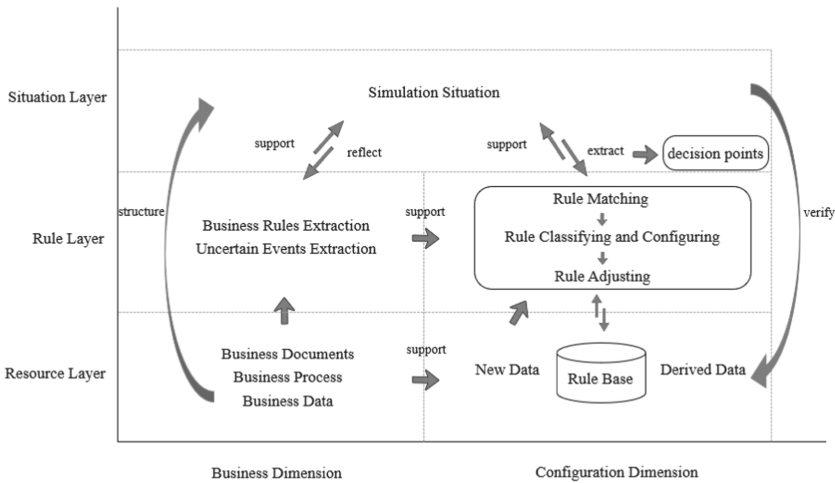 Situation Layer
Simulation Situation
support
reflect
support
extract
decision points
structure
verify
Rule Layer
Business Rules Extraction
Uncertain Events Extraction
support
Rule Matching
Rule Classifying and Configuring
Rule Adjusting
Resource Layer
Business Documents
Business Process
Business Data
support
New Data
Rule Base
Derived Data
Business Dimension
Configuration Dimension